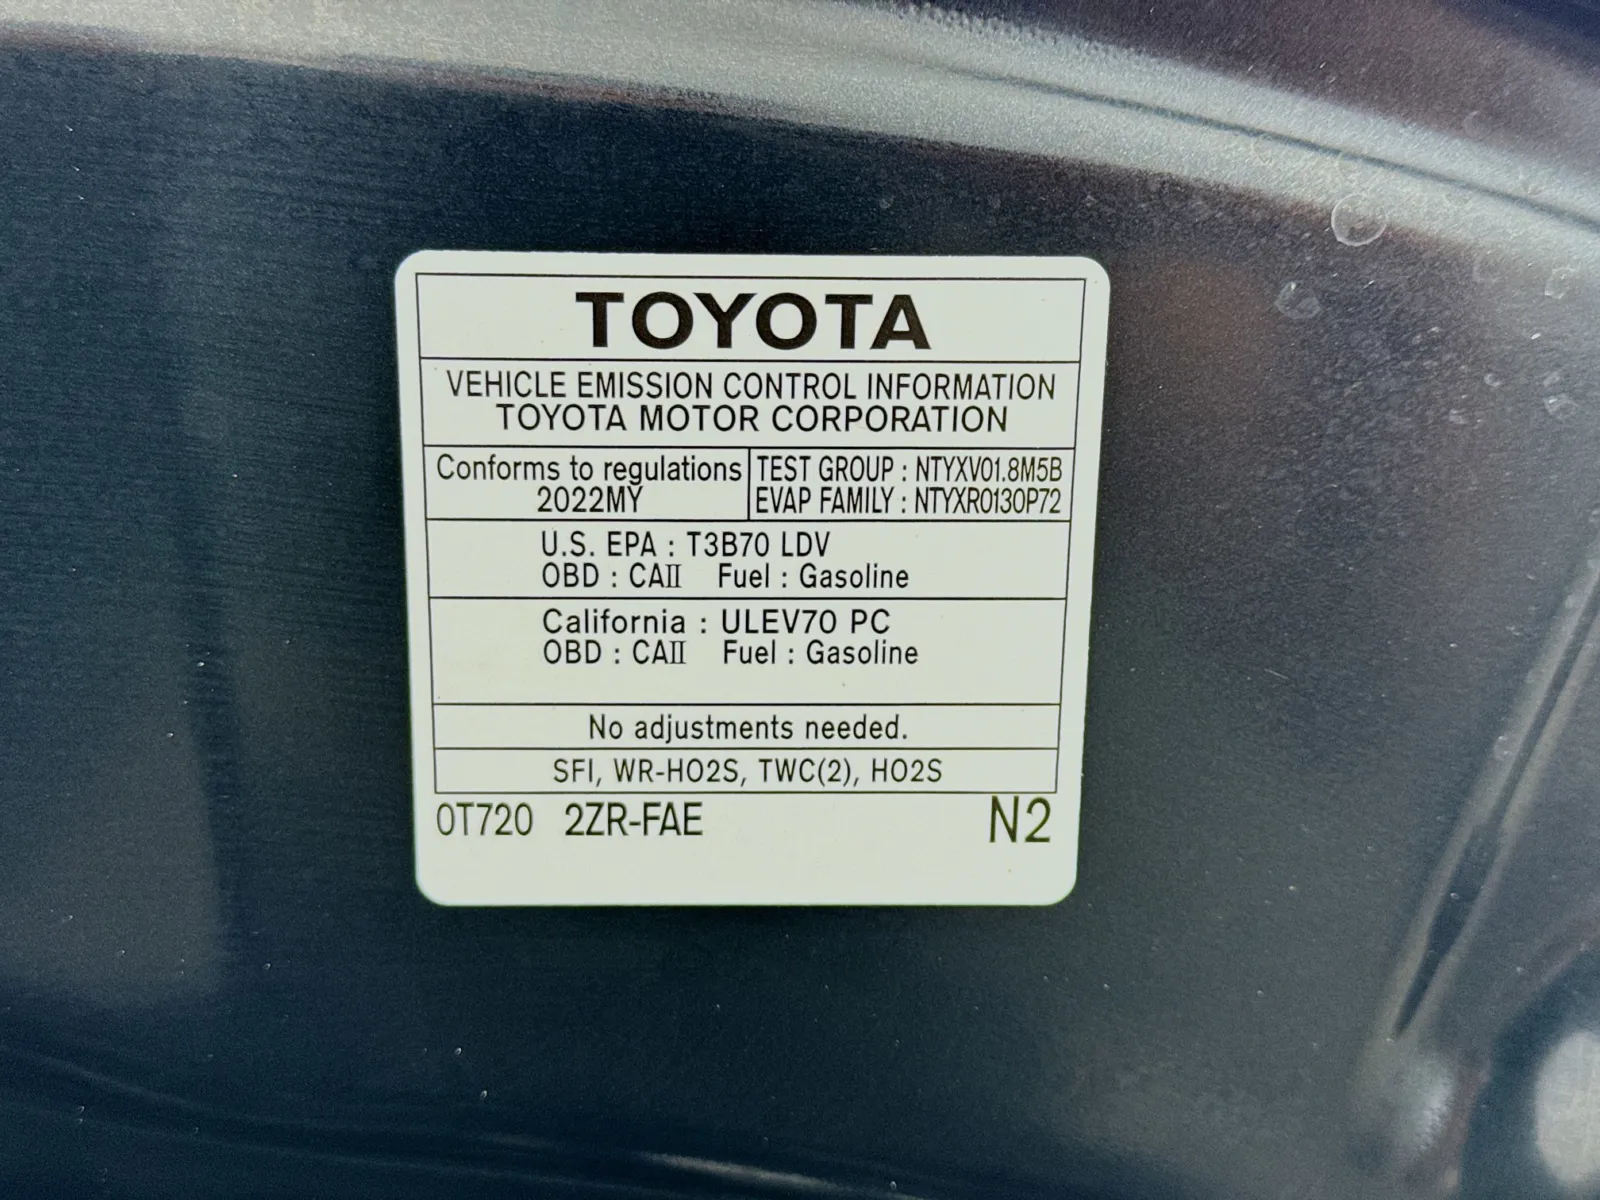 TOYOTA
VEHICLE EMISSION CONTROL INFORMATION
TOYOTA MOTOR CORPORATION
Conforms to regulations
2022MY
TEST GROUP : NTYXV01.8M5B
EVAP FAMILY : NTYXR0130P72
U.S. EPA : T3B70 LDV
OBD : CAII Fuel : Gasoline
California : ULEV70 PC
OBD : CAII Fuel : Gasoline
No adjustments needed.
SFI, WR-HO2S, TWC(2), HO2S
0T720 2ZR-FAE N2